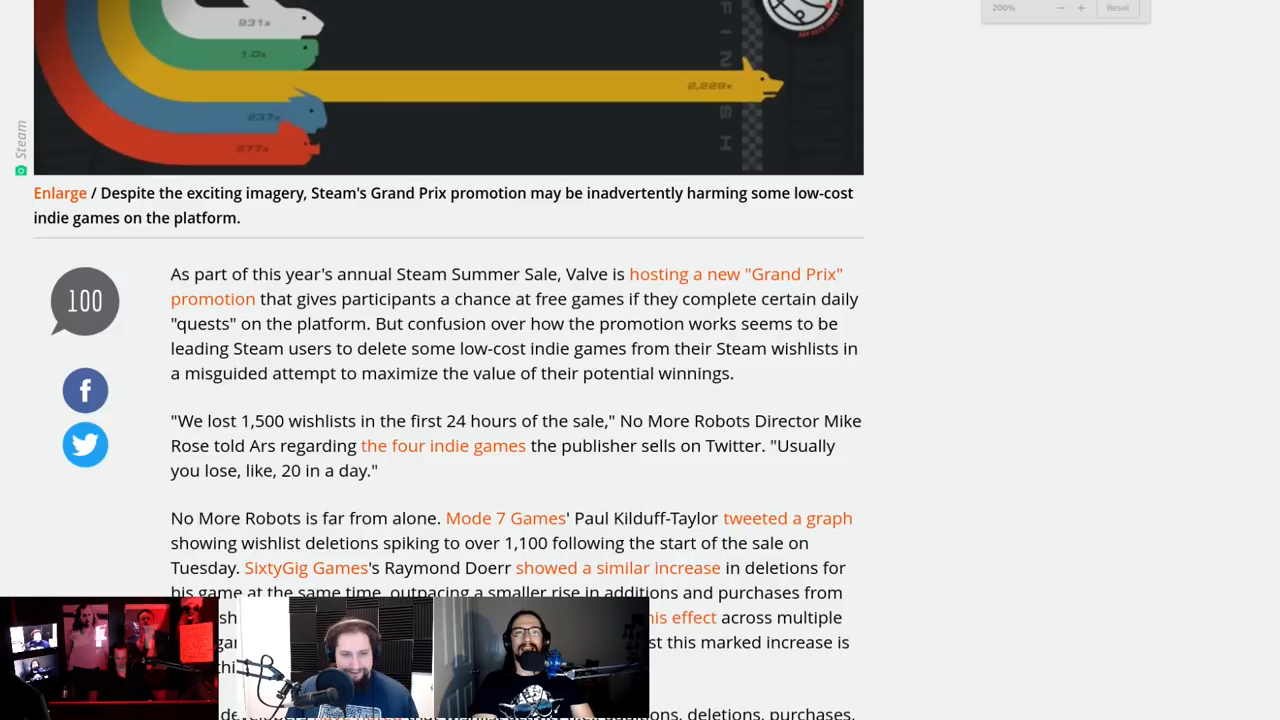 200%
Reset
931x
1.0x
2,228x
237x
577x
FINISH
Steam
Enlarge / Despite the exciting imagery, Steam's Grand Prix promotion may be inadvertently harming some low-cost
indie games on the platform.
100
As part of this year's annual Steam Summer Sale, Valve is hosting a new "Grand Prix"
promotion that gives participants a chance at free games if they complete certain daily
"quests" on the platform. But confusion over how the promotion works seems to be
leading Steam users to delete some low-cost indie games from their Steam wishlists in
a misguided attempt to maximize the value of their potential winnings.
"We lost 1,500 wishlists in the first 24 hours of the sale," No More Robots Director Mike
Rose told Ars regarding the four indie games the publisher sells on Twitter. "Usually
you lose, like, 20 in a day."
No More Robots is far from alone. Mode 7 Games' Paul Kilduff-Taylor tweeted a graph
showing wishlist deletions spiking to over 1,100 following the start of the sale on
Tuesday. SixtyGig Games's Raymond Doerr showed a similar increase in deletions for
his game at the same time, outpacing a smaller rise in additions and purchases from
effect across multiple
this marked increase is
deletions, purchases,